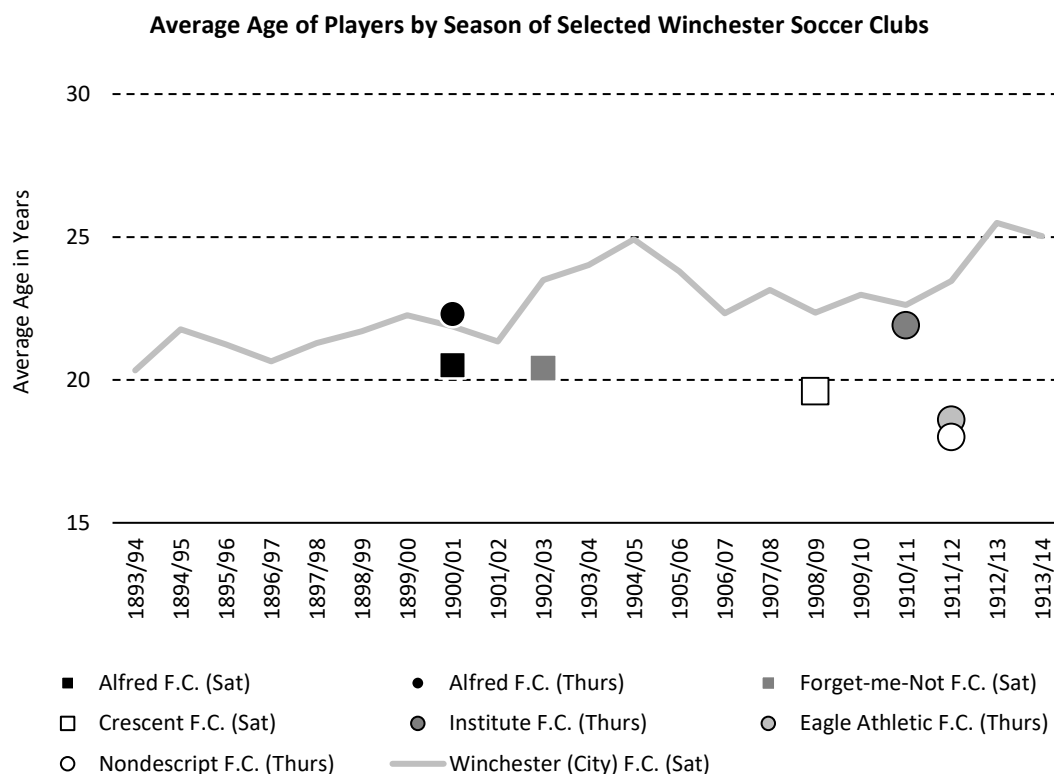 Average Age of Players by Season of Selected Winchester Soccer Clubs
30
25
20
15
Average Age in Years
1893/94
1894/95
1895/96
1896/97
1897/98
1898/99
1899/00
1900/01
1901/02
1902/03
1903/04
1904/05
1905/06
1906/07
1907/08
1908/09
1909/10
1910/11
1911/12
1912/13
1913/14
Alfred F.C. (Sat)
Alfred F.C. (Thurs)
Forget-me-Not F.C. (Sat)
Crescent F.C. (Sat)
Institute F.C. (Thurs)
Eagle Athletic F.C. (Thurs)
Nondescript F.C. (Thurs)
Winchester (City) F.C. (Sat)